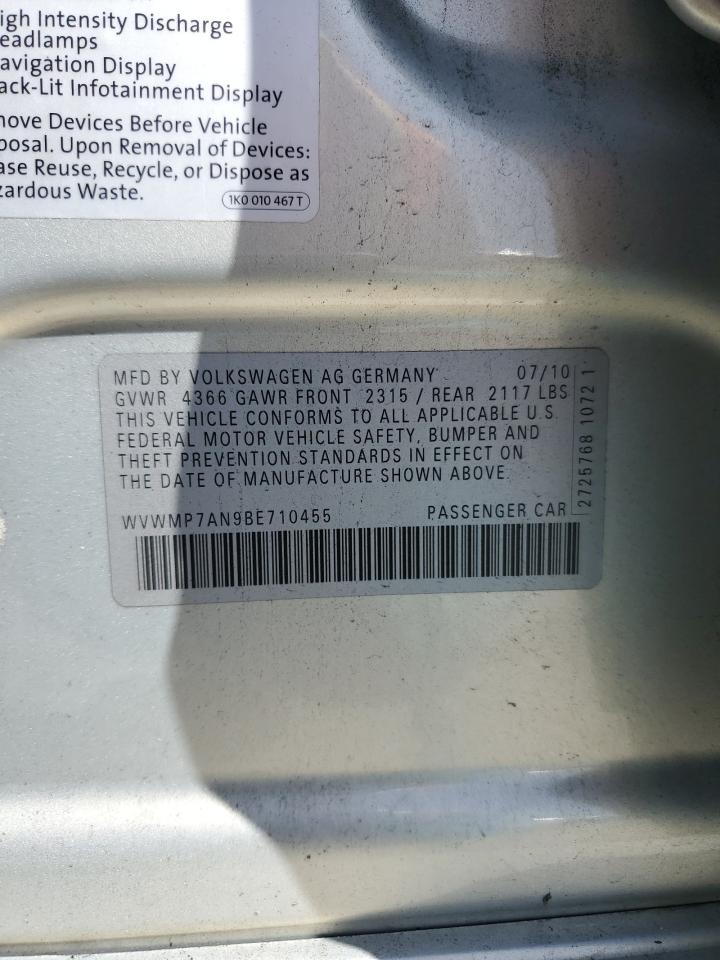 igh Intensity Discharge
eadlamps
avigation Display
ack-Lit Infotainment Display
nove Devices Before Vehicle
posal. Upon Removal of Devices:
ase Reuse, Recycle, or Dispose as
zardous Waste.
1K0 010 467 T
MFD BY VOLKSWAGEN AG GERMANY 07/10
GVWR 4366 GAWR FRONT 2315 / REAR 2117 LBS
THIS VEHICLE CONFORMS TO ALL APPLICABLE U.S.
FEDERAL MOTOR VEHICLE SAFETY, BUMPER AND
THEFT PREVENTION STANDARDS IN EFFECT ON
THE DATE OF MANUFACTURE SHOWN ABOVE.
VWVMP7AN9BE710455 PASSENGER CAR
2725768 1072 1